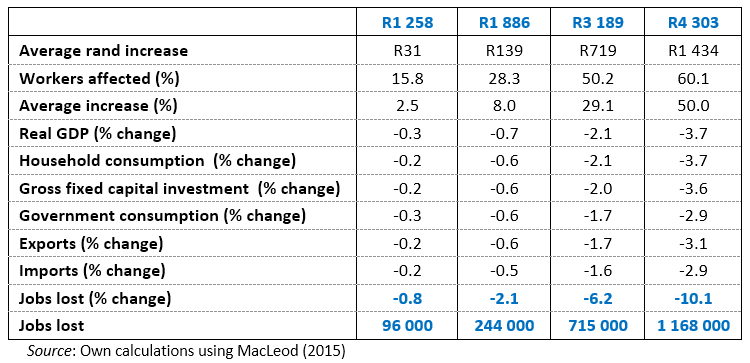 R1 258 R1 886 R3 189 R4 303
Average rand increase R31 R139 R719 R1 434
Workers affected (%) 15.8 28.3 50.2 60.1
Average increase (%) 2.5 8.0 29.1 50.0
Real GDP (% change) -0.3 -0.7 -2.1 -3.7
Household consumption (% change) -0.2 -0.6 -2.1 -3.7
Gross fixed capital investment (% change) -0.2 -0.6 -2.0 -3.6
Government consumption (% change) -0.3 -0.6 -1.7 -2.9
Exports (% change) -0.2 -0.6 -1.7 -3.1
Imports (% change) -0.2 -0.5 -1.6 -2.9
Jobs lost (% change) -0.8 -2.1 -6.2 -10.1
Jobs lost 96 000 244 000 715 000 1 168 000
Source: Own calculations using MacLeod (2015)